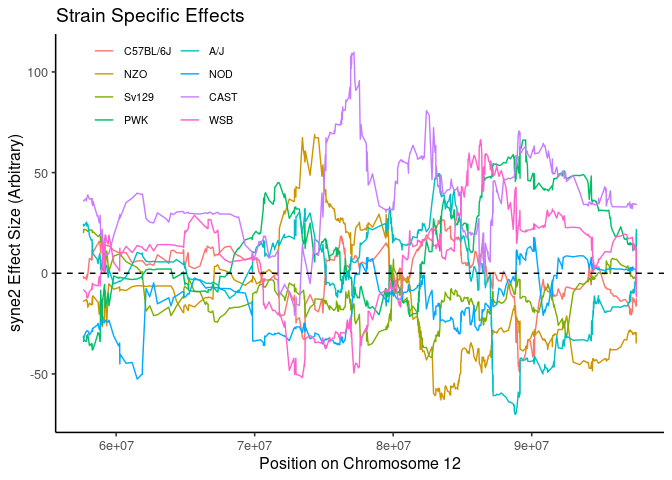 Strain Specific Effects
C57BL/6J A/J
NZO NOD
Sv129 CAST
PWK WSB
100
50
0
-50
syne2 Effect Size (Arbitrary)
6e+07 7e+07 8e+07 9e+07
Position on Chromosome 12